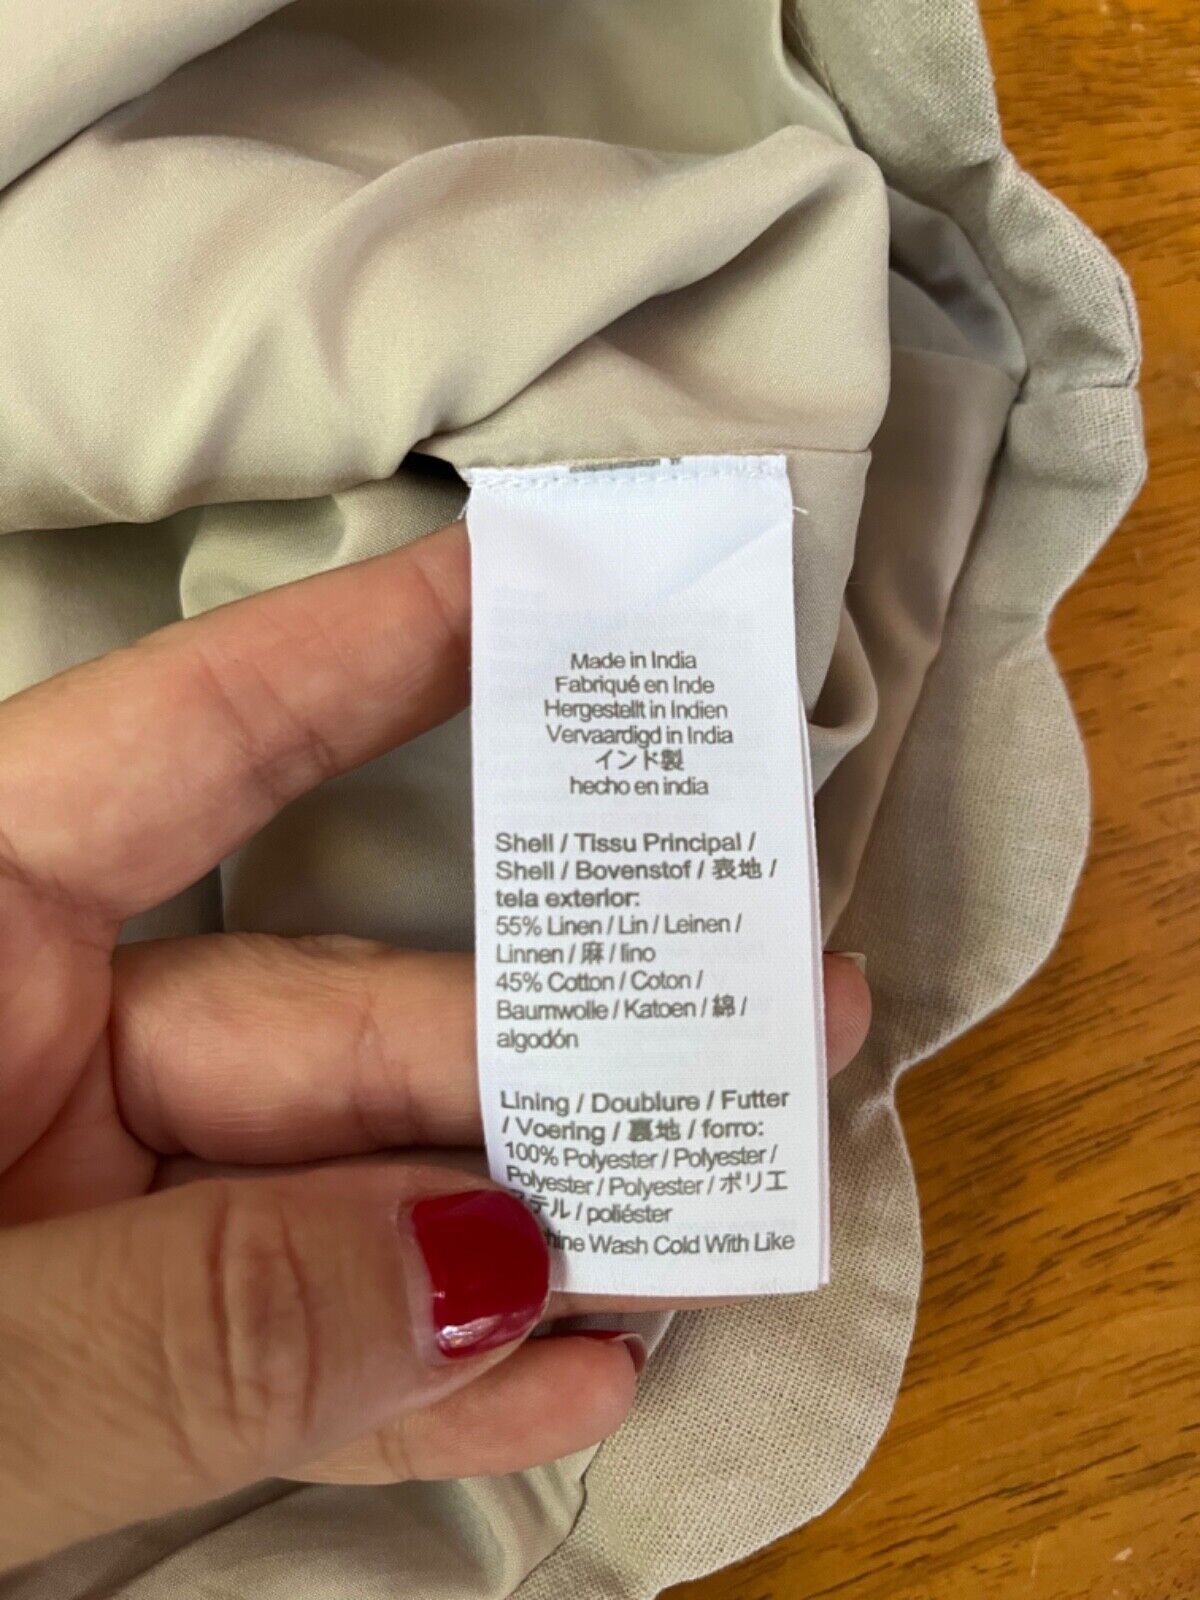 Made in India
Fabriqué en Inde
Hergestellt in Indien
Vervaardigd in India
インド製
hecho en india
Shell / Tissu Principal /
Shell / Bovenstof / 表地 /
tela exterior:
55% Linen / Lin / Leinen /
Linnen / 麻 / lino
45% Cotton / Coton /
Baumwolle / Katoen / 綿 /
algodón
Lining / Doublure / Futter
/ Voering / 裏地 / forro:
100% Polyester / Polyester /
Polyester / Polyester / ポリエ
テル / poliéster
Wash Cold With Like